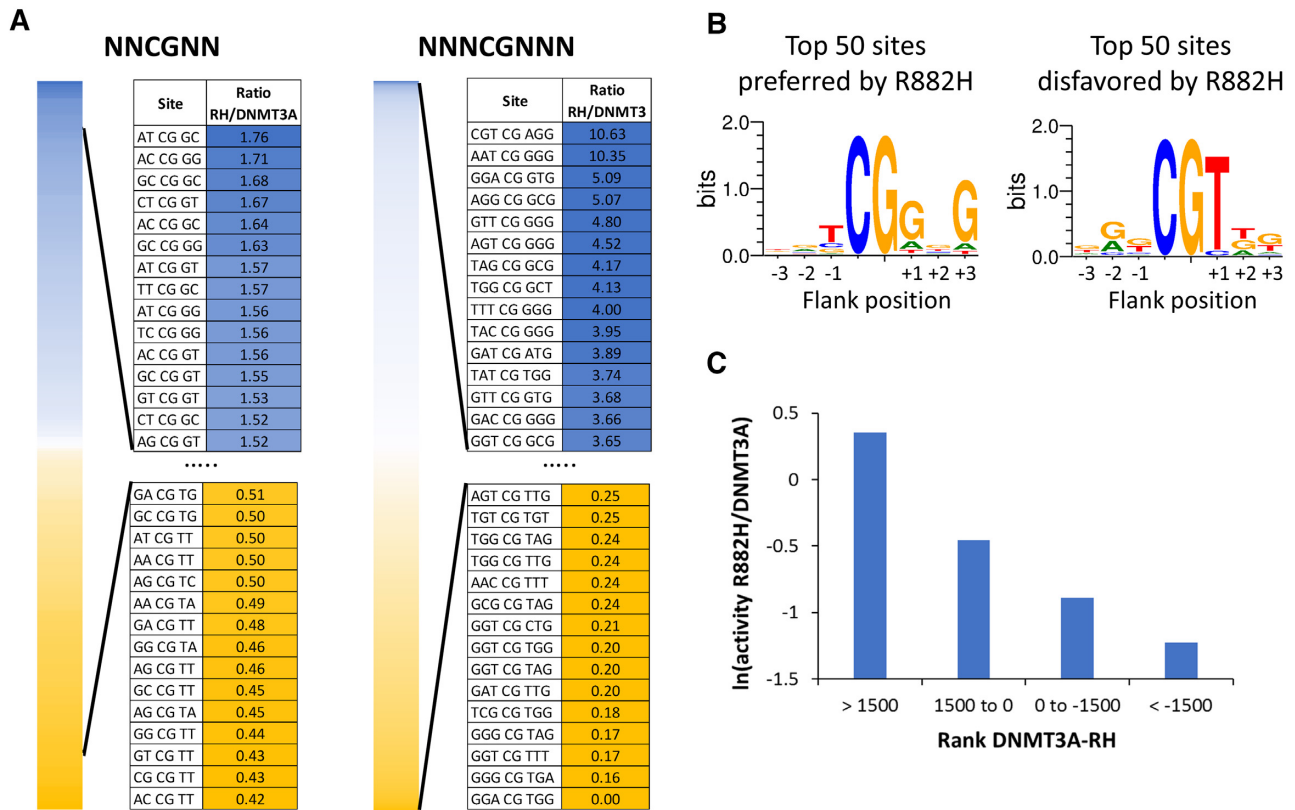 A
NNCGNN
Site Ratio RH/DNMT3A
AT CG GC 1.76
AC CG GG 1.71
GC CG GC 1.68
CT CG GT 1.67
AC CG GC 1.64
GC CG GG 1.63
AT CG GT 1.57
TT CG GC 1.57
AT CG GG 1.56
TC CG GG 1.56
AC CG GT 1.56
GC CG GT 1.55
GT CG GT 1.53
CT CG GC 1.52
AG CG GT 1.52
.....
GA CG TG 0.51
GC CG TG 0.50
AT CG TT 0.50
AA CG TT 0.50
AG CG TC 0.50
AA CG TA 0.49
GA CG TT 0.48
GG CG TA 0.46
AG CG TT 0.46
GC CG TT 0.45
AG CG TA 0.45
GG CG TT 0.44
GT CG TT 0.43
CG CG TT 0.43
AC CG TT 0.42
NNNCGNNN
Site Ratio RH/DNMT3
CGT CG AGG 10.63
AAT CG GGG 10.35
GGA CG GTG 5.09
AGG CG GCG 5.07
GTT CG GGG 4.80
AGT CG GGG 4.52
TAG CG GCG 4.17
TGG CG GCT 4.13
TTT CG GGG 4.00
TAC CG GGG 3.95
GAT CG ATG 3.89
TAT CG TGG 3.74
GTT CG GTG 3.68
GAC CG GGG 3.66
GGT CG GCG 3.65
.....
AGT CG TTG 0.25
TGT CG TGT 0.25
TGG CG TAG 0.24
TGG CG TTG 0.24
AAC CG TTT 0.24
GCG CG TAG 0.24
GGT CG CTG 0.21
GGT CG TGG 0.20
GGT CG TAG 0.20
GAT CG TTG 0.20
TCG CG TGG 0.18
GGG CG TAG 0.17
GGT CG TTT 0.17
GGG CG TGA 0.16
GGA CG TGG 0.00
B
Top 50 sites
preferred by R882H
2.0
1.0
0.0
bits
T C CG G A G A
-3 -2 -1 +1 +2 +3
Flank position
Top 50 sites
disfavored by R882H
2.0
1.0
0.0
bits
G A CG T T G A G
-3 -2 -1 +1 +2 +3
Flank position
C
0.5
0
-0.5
-1
-1.5
ln(activity R882H/DNMT3A)
> 1500 1500 to 0 0 to -1500 < -1500
Rank DNMT3A-RH